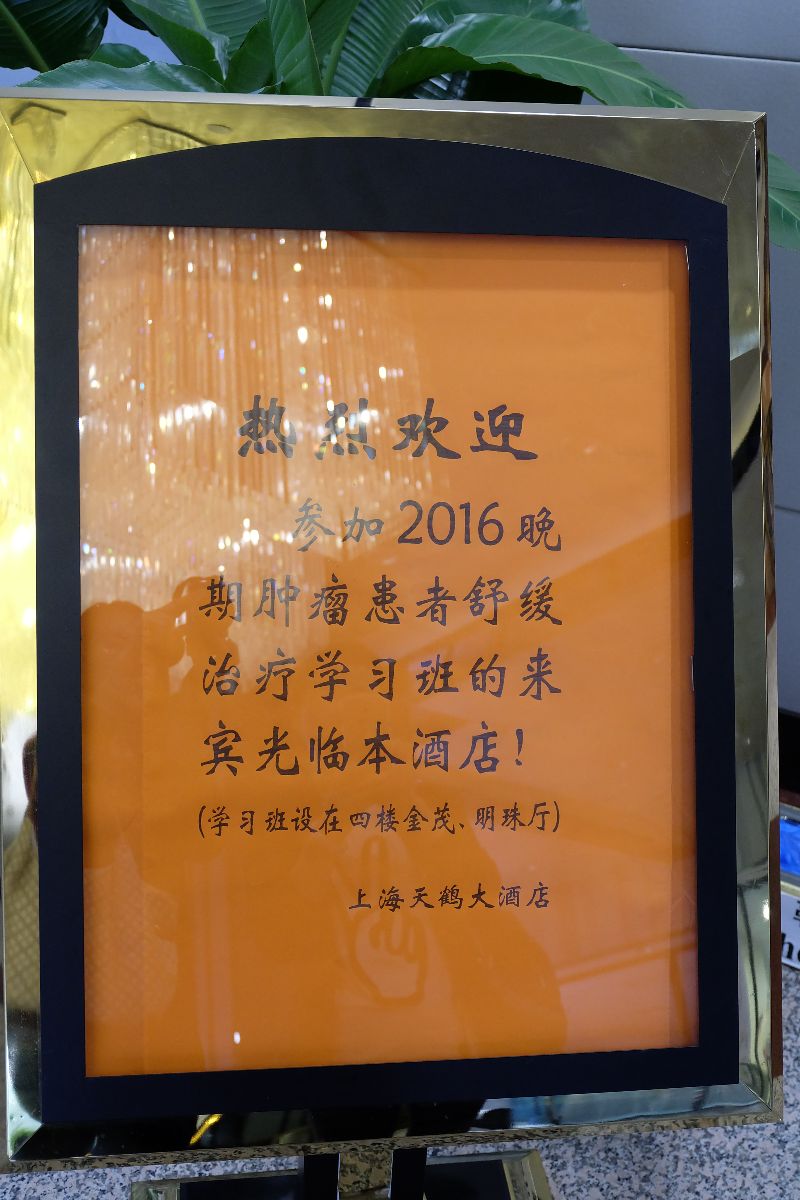 热烈欢迎
参加2016晚
期肿瘤患者舒缓
治疗学习班的来
宾光临本酒店!
(学习班设在四楼金茂、明珠厅)
上海天鹤大酒店